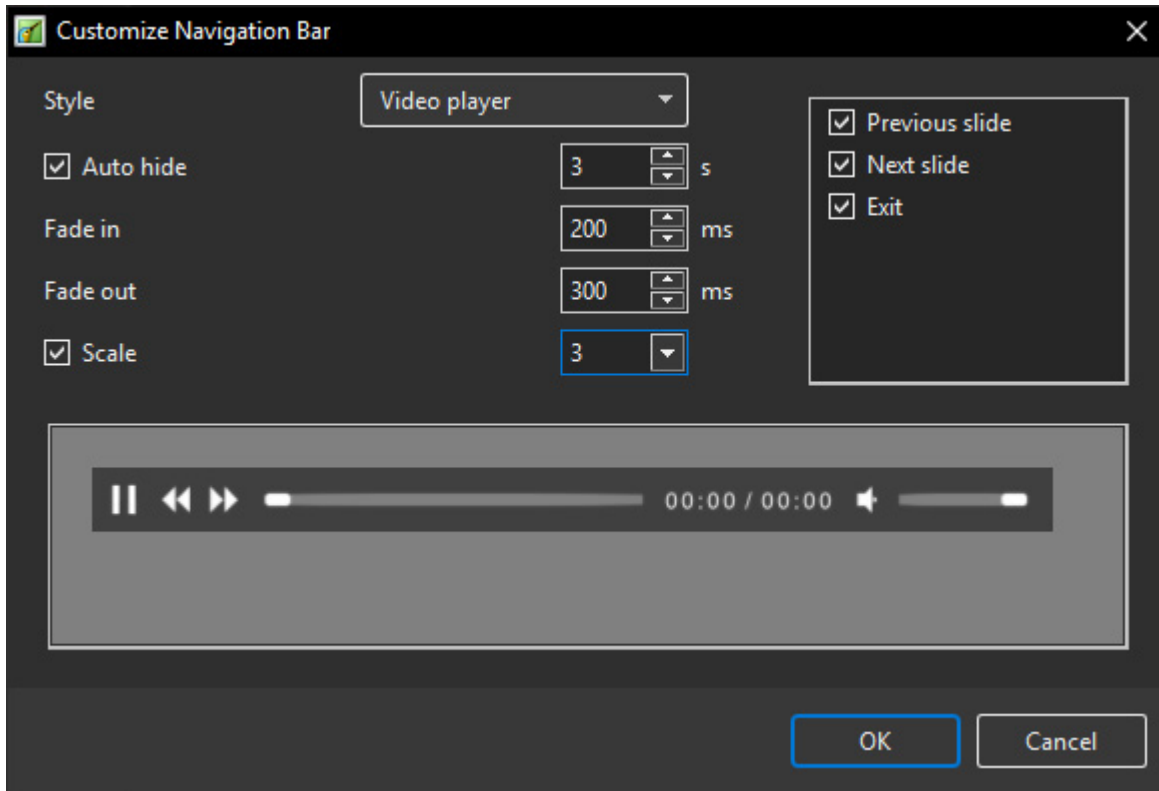 Customize Navigation Bar
Style Video player
Auto hide 3 s
Fade in 200 ms
Fade out 300 ms
Scale 3
Previous slide
Next slide
Exit
00:00 / 00:00
OK Cancel